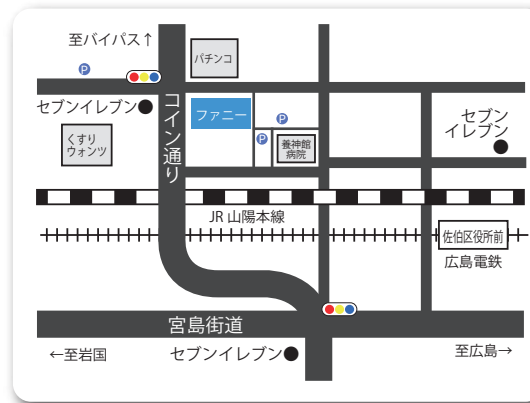 至バイパス↑
パチンコ
P
セブンイレブン
コイン通り
ファニー
P
P
養神館
病院
くすり
ウォンツ
セブン
イレブン
JR 山陽本線
佐伯区役所前
広島電鉄
宮島街道
←至岩国
セブンイレブン
至広島→